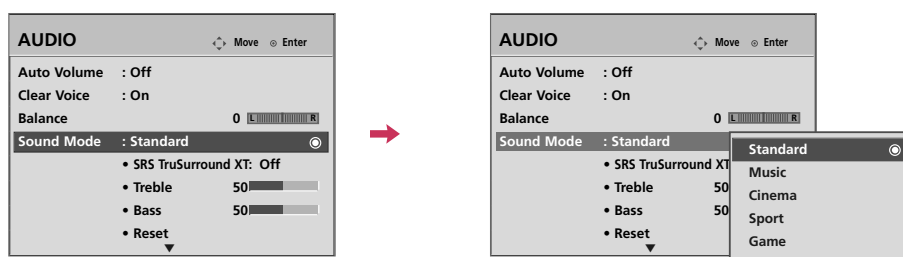 AUDIO
Move Enter
Auto Volume : Off
Clear Voice : On
Balance 0 L R
Sound Mode : Standard
• SRS TruSurround XT: Off
• Treble 50
• Bass 50
• Reset
AUDIO
Move Enter
Auto Volume : Off
Clear Voice : On
Balance 0 L R
Sound Mode : Standard
• SRS TruSurround XT
• Treble 50
• Bass 50
• Reset
Standard
Music
Cinema
Sport
Game